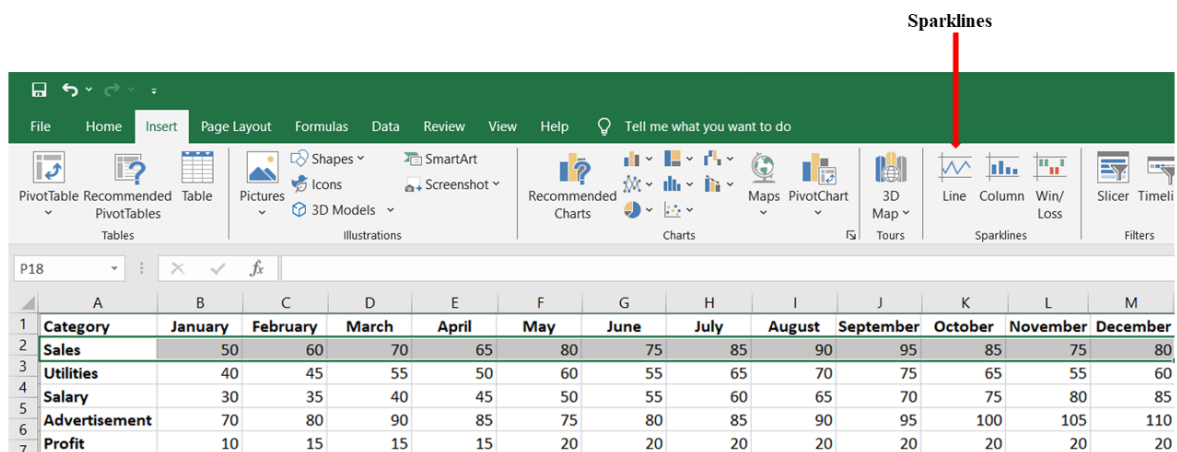 Sparklines
File Home Insert Page Layout Formulas Data Review View Help Tell me what you want to do
PivotTable Recommended PivotTables Table Pictures Shapes Icons 3D Models SmartArt Screenshot Recommended Charts Maps PivotChart 3D Map Line Column Win/Loss Slicer Timeli
Tables Illustrations Charts Tours Sparklines Filters
P18 fx
A B C D E F G H I J K L M
1 Category January February March April May June July August September October November December
2 Sales 50 60 70 65 80 75 85 90 95 85 75 80
3 Utilities 40 45 55 50 60 55 65 70 75 65 55 60
4 Salary 30 35 40 45 50 55 60 65 70 75 80 85
5 Advertisement 70 80 90 85 75 80 85 90 95 100 105 110
6 Profit 10 15 15 15 20 20 20 20 20 20 20 20
7